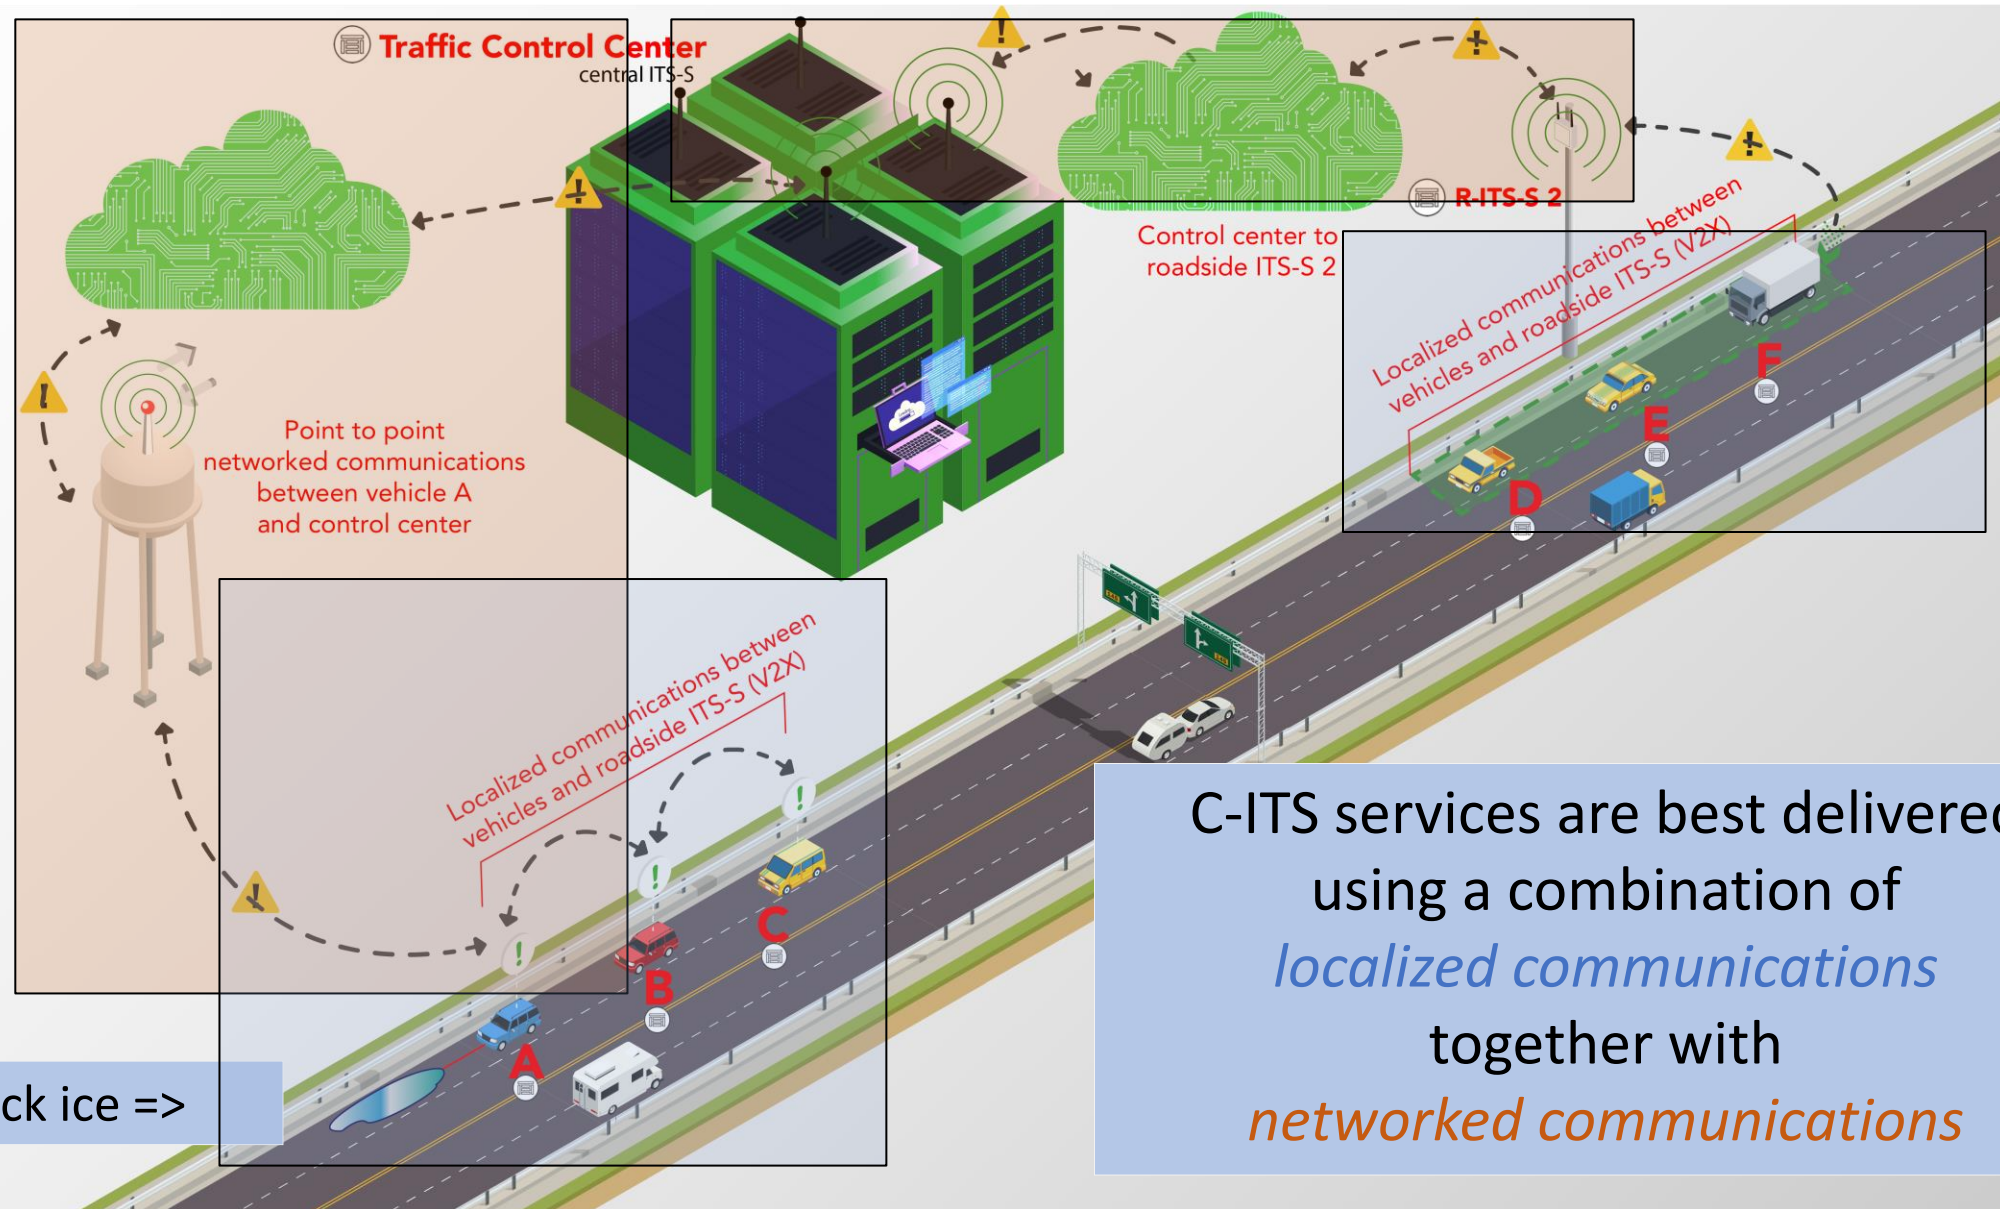 Traffic Control Center
central ITS-S
R-ITS-S 2
Control center to
roadside ITS-S 2
Localized communications between
vehicles and roadside ITS-S (V2X)
F
E
D
Point to point
networked communications
between vehicle A
and control center
Localized communications between
vehicles and roadside ITS-S (V2X)
C
B
A
ck ice =>
C-ITS services are best delivered
using a combination of
localized communications
together with
networked communications